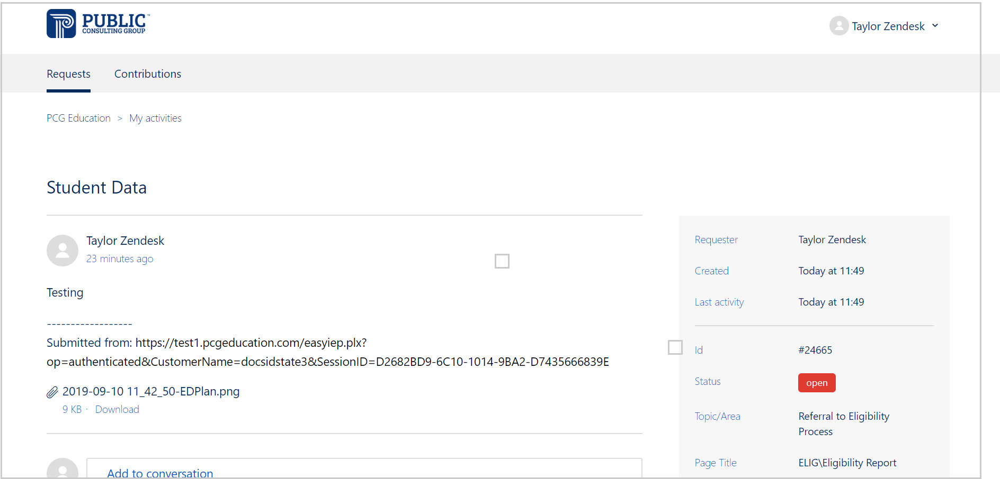 PUBLIC™
CONSULTING GROUP
Taylor Zendesk
Requests Contributions
PCG Education > My activities
Student Data
Taylor Zendesk
23 minutes ago
Testing
------------------
Submitted from: https://test1.pcgeducation.com/easyiep.plx?
op=authenticated&CustomerName=docsidstate3&SessionID=D2682BD9-6C10-1014-9BA2-D7435666839E
2019-09-10 11_42_50-EDPlan.png
9 KB · Download
Add to conversation
Requester Taylor Zendesk
Created Today at 11:49
Last activity Today at 11:49
Id #24665
Status open
Topic/Area Referral to Eligibility
Process
Page Title ELIG\Eligibility Report